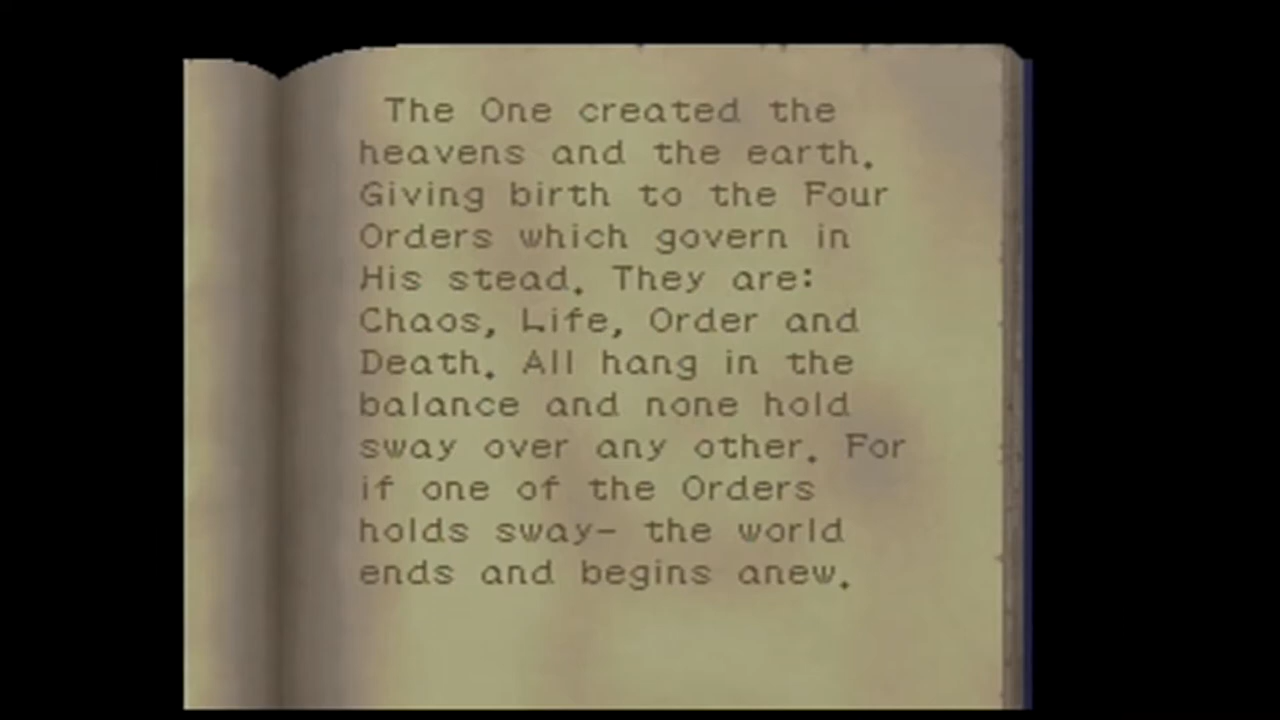 The One created the
heavens and the earth.
Giving birth to the Four
Orders which govern in
His stead. They are:
Chaos, Life, Order and
Death. All hang in the
balance and none hold
sway over any other. For
if one of the Orders
holds sway- the world
ends and begins anew.